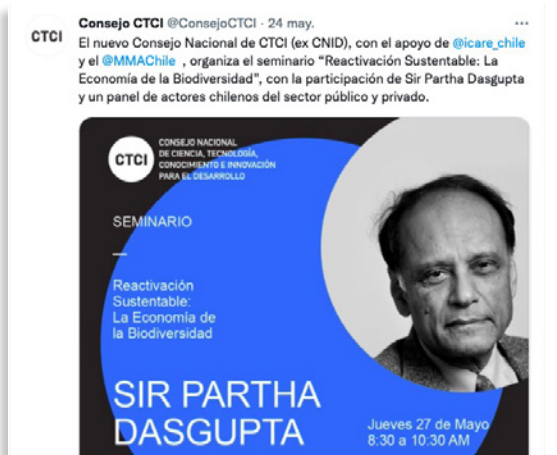 CTCI
Consejo CTCI @ConsejoCTCI · 24 may.
El nuevo Consejo Nacional de CTCI (ex CNID), con el apoyo de @icare_chile
y el @MMAChile , organiza el seminario “Reactivación Sustentable: La
Economía de la Biodiversidad”, con la participación de Sir Partha Dasgupta
y un panel de actores chilenos del sector público y privado.
CTCI
CONSEJO NACIONAL
DE CIENCIA, TECNOLOGÍA,
CONOCIMIENTO E INNOVACIÓN
PARA EL DESARROLLO
SEMINARIO
Reactivación
Sustentable:
La Economía de
la Biodiversidad
SIR PARTHA
DASGUPTA
Jueves 27 de Mayo
8:30 a 10:30 AM